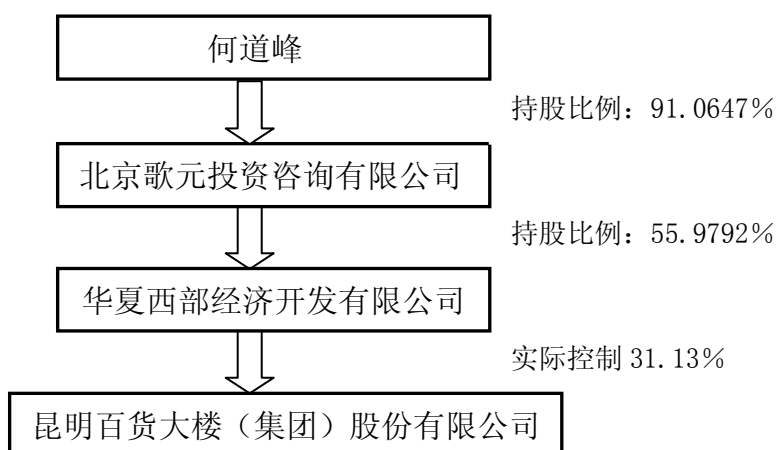 何道峰
持股比例：91.0647％
北京歌元投资咨询有限公司
持股比例：55.9792％
华夏西部经济开发有限公司
实际控制 31.13％
昆明百货大楼（集团）股份有限公司